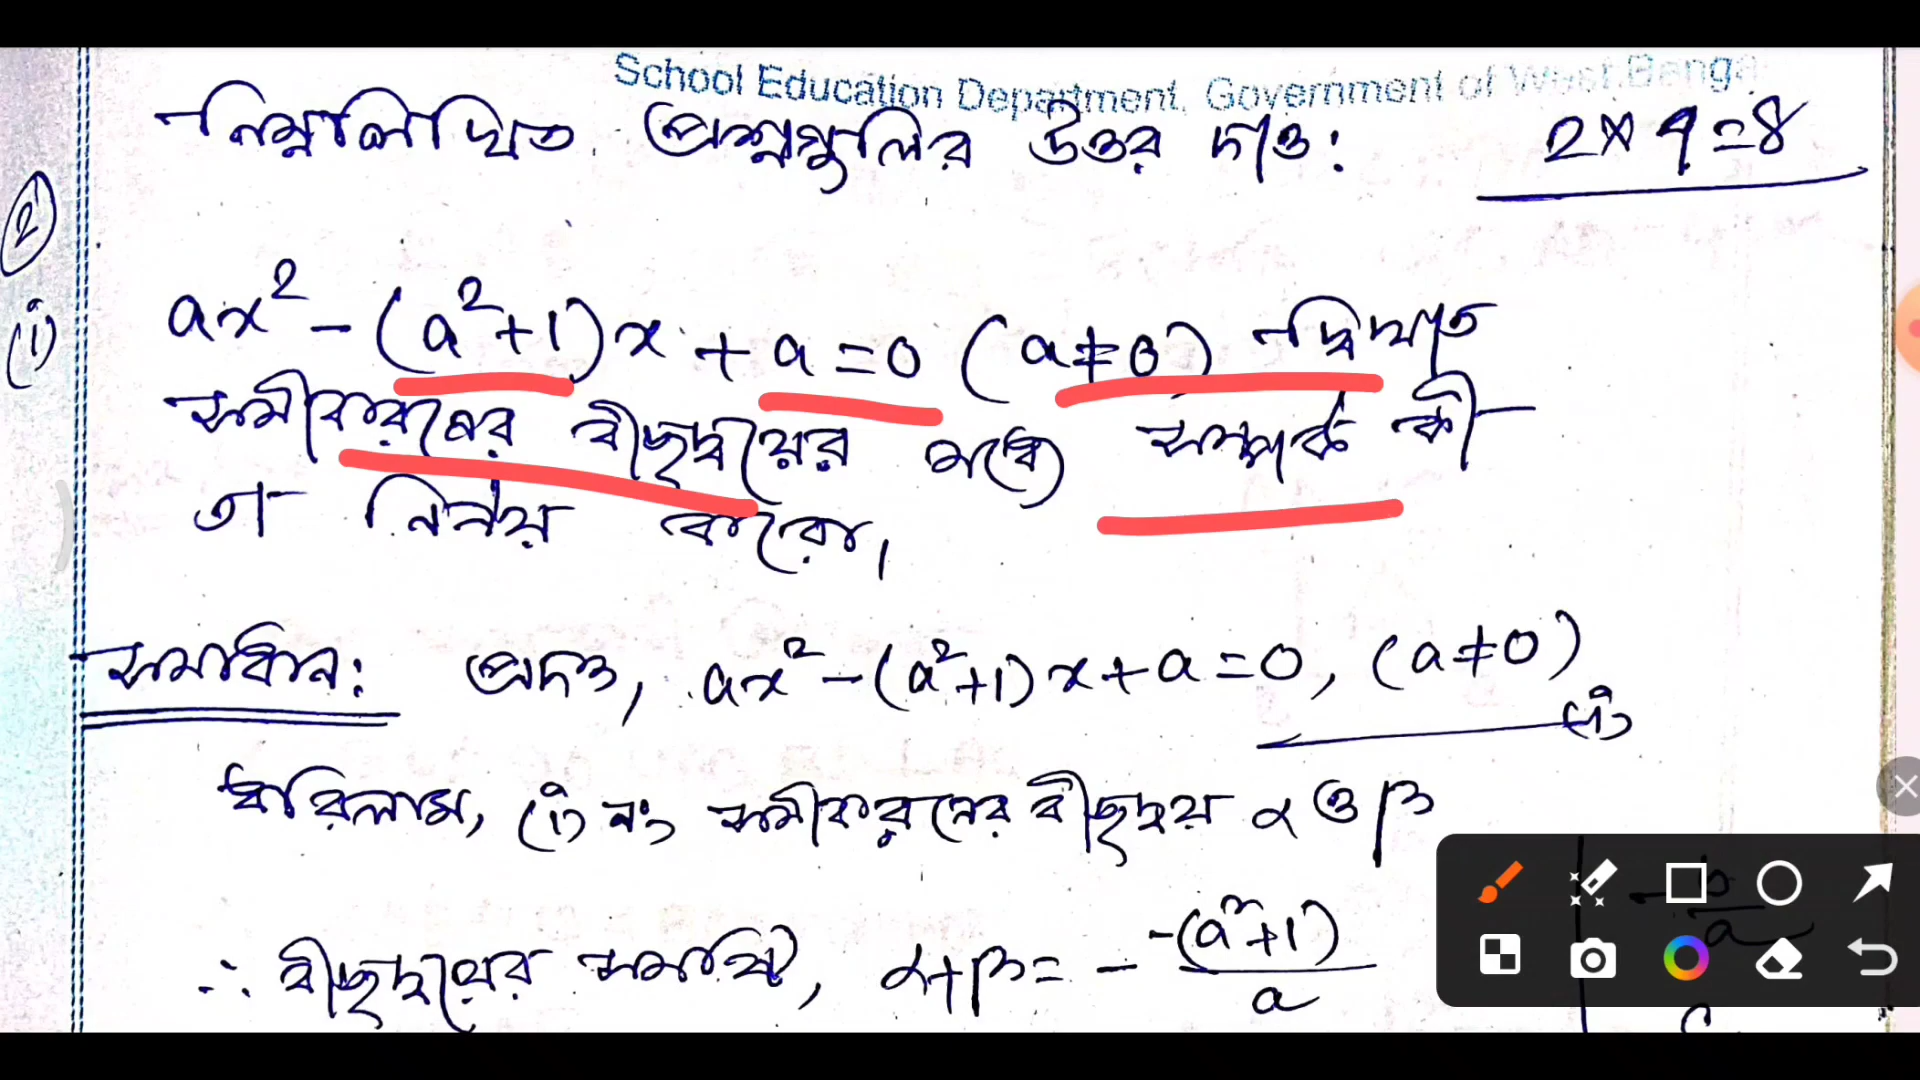 School Education Department, Government of West Benga
নিম্নলিখিত প্রশ্নগুলির উত্তর দাও: 2×4=8
②
(i) ax² - (a²+1)x + a = 0 (a≠0) দ্বিঘাত
সমীকরণের বীজদ্বয়ের মধ্যে সম্পর্ক কী
তা নির্ণয় করো।
সমাধান: প্রদত্ত, ax² - (a²+1)x + a = 0, (a≠0)
(i)
ধরিলাম, (i) নং সমীকরণের বীজদ্বয় α ও β
∴ বীজদ্বয়ের সমষ্টি, α+β = - -(a²+1)/a
- b/a